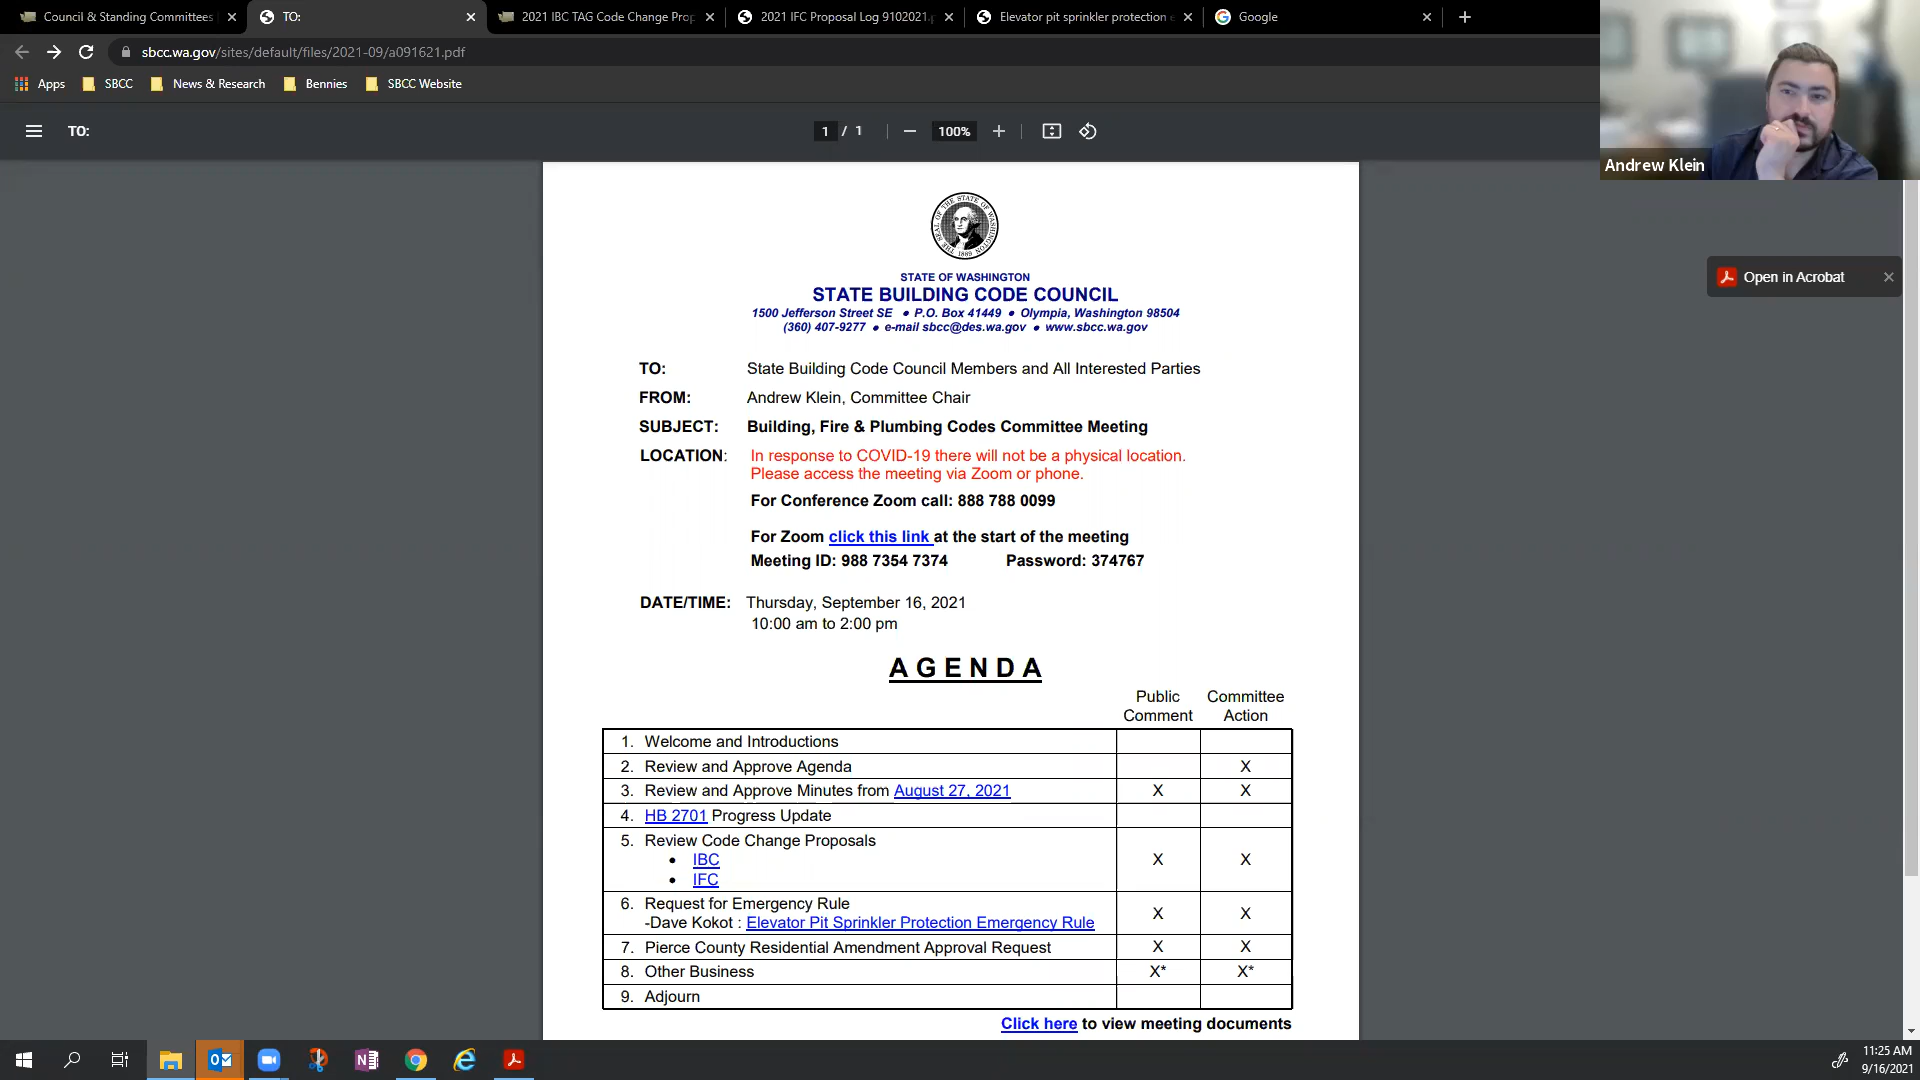 Council & Standing Committees
TO:
2021 IBC TAG Code Change Prop
2021 IFC Proposal Log 9102021.p
Elevator pit sprinkler protection e
Google
sbcc.wa.gov/sites/default/files/2021-09/a091621.pdf
Apps
SBCC
News & Research
Bennies
SBCC Website
TO:
1 / 1
100%
Andrew Klein
Open in Acrobat
STATE OF WASHINGTON
STATE BUILDING CODE COUNCIL
1500 Jefferson Street SE • P.O. Box 41449 • Olympia, Washington 98504
(360) 407-9277 • e-mail sbcc@des.wa.gov • www.sbcc.wa.gov
TO: State Building Code Council Members and All Interested Parties
FROM: Andrew Klein, Committee Chair
SUBJECT: Building, Fire & Plumbing Codes Committee Meeting
LOCATION: In response to COVID-19 there will not be a physical location.
Please access the meeting via Zoom or phone.
For Conference Zoom call: 888 788 0099
For Zoom click this link at the start of the meeting
Meeting ID: 988 7354 7374 Password: 374767
DATE/TIME: Thursday, September 16, 2021
10:00 am to 2:00 pm
AGENDA
Public Committee
Comment Action
1. Welcome and Introductions
2. Review and Approve Agenda X
3. Review and Approve Minutes from August 27, 2021 X X
4. HB 2701 Progress Update
5. Review Code Change Proposals
• IBC X X
• IFC
6. Request for Emergency Rule
-Dave Kokot : Elevator Pit Sprinkler Protection Emergency Rule X X
7. Pierce County Residential Amendment Approval Request X X
8. Other Business X* X*
9. Adjourn
Click here to view meeting documents
11:25 AM
9/16/2021